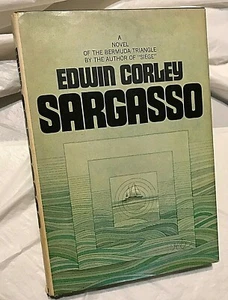 A
NOVEL
OF THE BERMUDA TRIANGLE
BY THE AUTHOR OF "SIEGE"
EDWIN CORLEY
SARGASSO